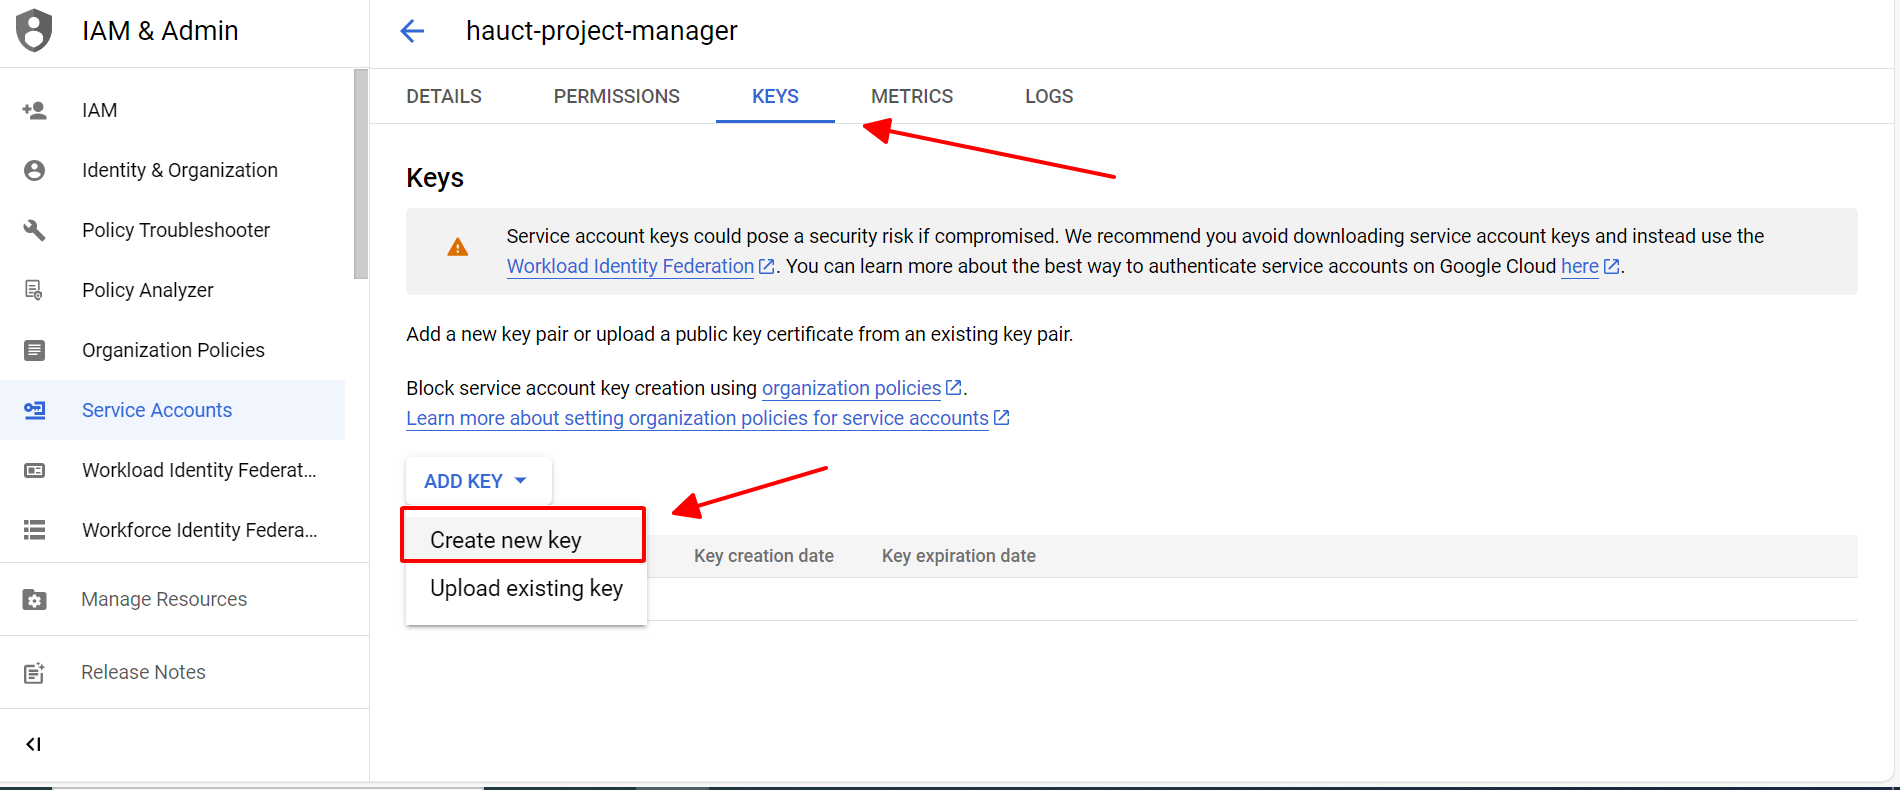 IAM & Admin
hauct-project-manager
IAM
Identity & Organization
Policy Troubleshooter
Policy Analyzer
Organization Policies
Service Accounts
Workload Identity Federat...
Workforce Identity Federa...
Manage Resources
Release Notes
DETAILS PERMISSIONS KEYS METRICS LOGS
Keys
Service account keys could pose a security risk if compromised. We recommend you avoid downloading service account keys and instead use the
Workload Identity Federation. You can learn more about the best way to authenticate service accounts on Google Cloud here.
Add a new key pair or upload a public key certificate from an existing key pair.
Block service account key creation using organization policies.
Learn more about setting organization policies for service accounts
ADD KEY
Create new key
Upload existing key
Key creation date Key expiration date